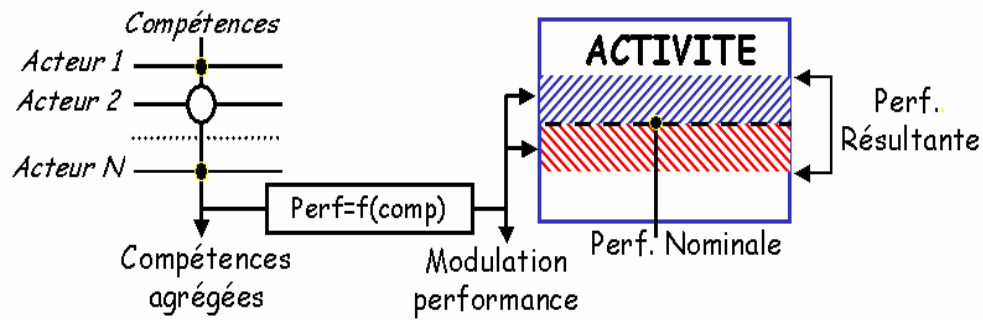 Compétences
Acteur 1
Acteur 2
Acteur N
Perf=f(comp)
Compétences
agrégées
Modulation
performance
ACTIVITE
Perf. Nominale
Perf.
Résultante